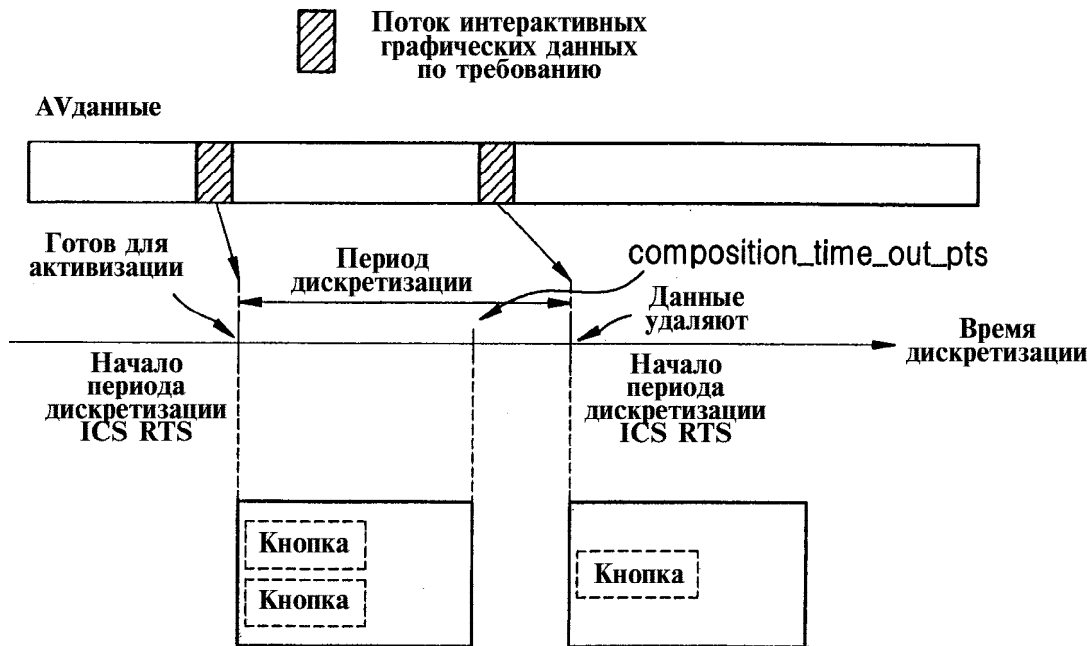 Поток интерактивных
графических данных
по требованию
AVданные
Готов для
активизации
Период
дискретизации
composition_time_out_pts
Данные
удаляют
Время
дискретизации
Начало
периода
дискретизации
ICS RTS
Начало
периода
дискретизации
ICS RTS
Кнопка
Кнопка
Кнопка